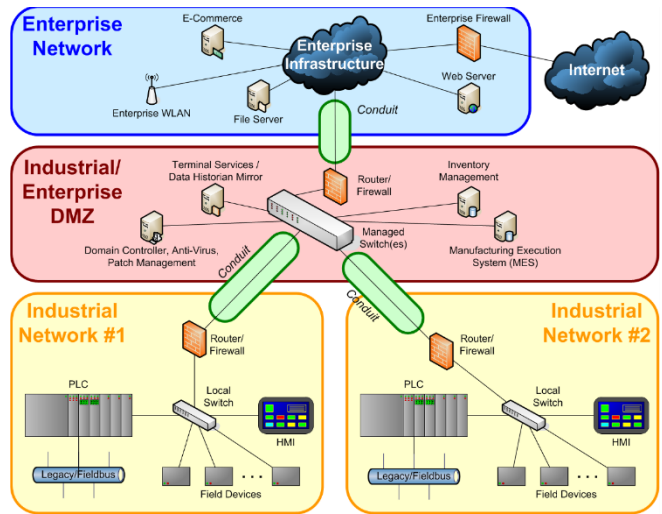 Enterprise
Network
E-Commerce
Enterprise
Infrastructure
Enterprise Firewall
Internet
Enterprise WLAN
File Server
Web Server
Conduit
Industrial/
Enterprise
DMZ
Terminal Services /
Data Historian Mirror
Router/
Firewall
Inventory
Management
Domain Controller, Anti-Virus,
Patch Management
Managed
Switch(es)
Manufacturing Execution
System (MES)
Conduit
Conduit
Industrial
Network #1
Router/
Firewall
PLC
Local
Switch
HMI
Legacy/Fieldbus
Field Devices
Industrial
Network #2
Router/
Firewall
PLC
Local
Switch
HMI
Legacy/Fieldbus
Field Devices